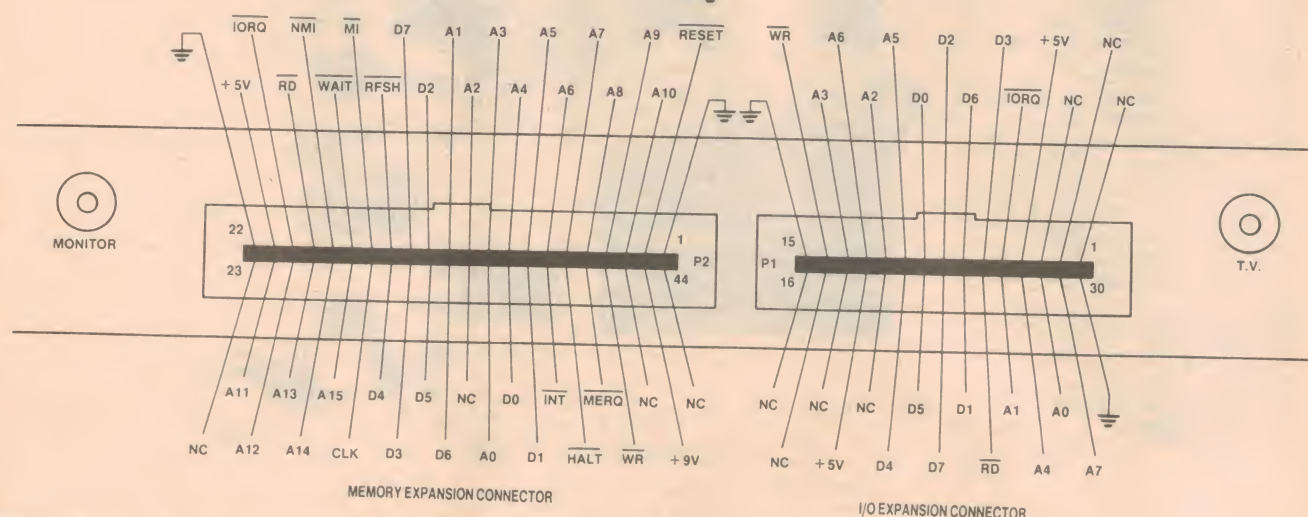 IORQ NMI MI D7 A1 A3 A5 A7 A9 RESET WR A6 A5 D2 D3 +5V NC
+5V RD WAIT RFSH D2 A2 A4 A6 A8 A10 A3 A2 D0 D6 IORQ NC NC
22 1 15 1
MONITOR P2 P1 T.V.
23 44 16 30
A11 A13 A15 D4 D5 NC D0 INT MERQ NC NC NC NC NC D5 D1 A1 A0
NC A12 A14 CLK D3 D6 A0 D1 HALT WR +9V NC +5V D4 D7 RD A4 A7
MEMORY EXPANSION CONNECTOR I/O EXPANSION CONNECTOR